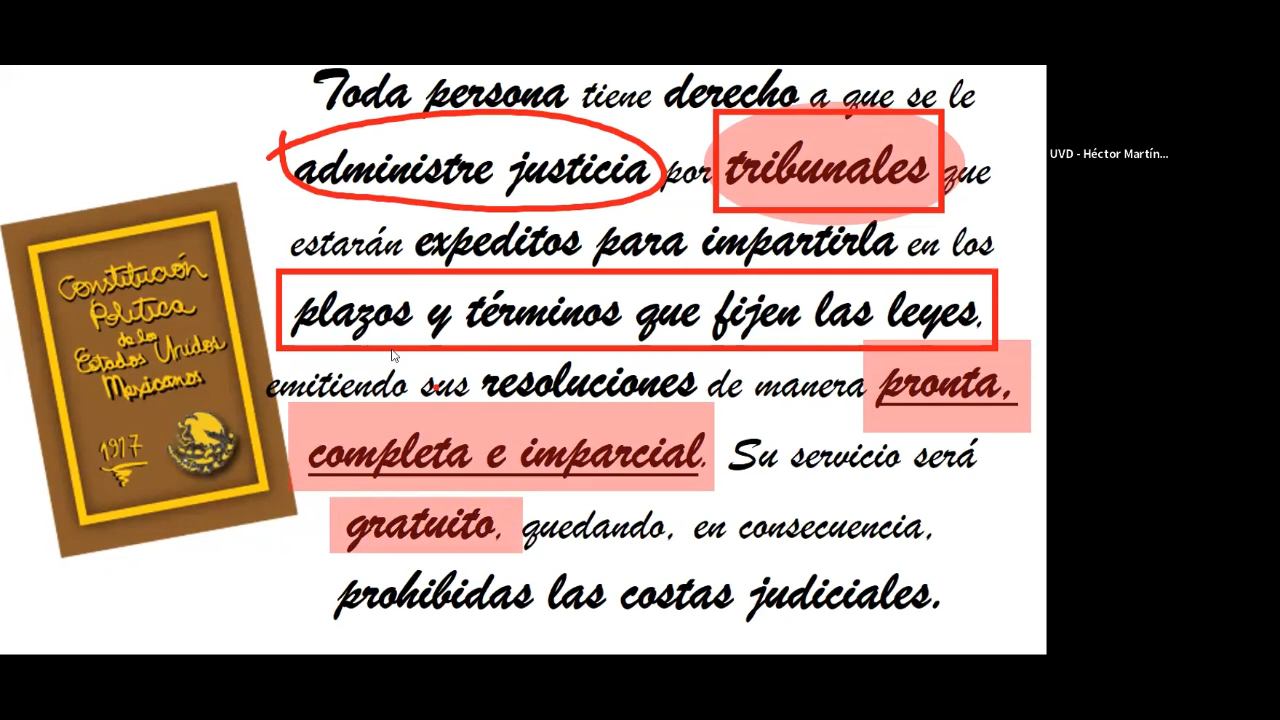 Toda persona tiene derecho a que se le
administre justicia por tribunales que
estarán expeditos para impartirla en los
plazos y términos que fijen las leyes,
emitiendo sus resoluciones de manera pronta,
completa e imparcial. Su servicio será
gratuito, quedando, en consecuencia,
prohibidas las costas judiciales.
Constitución
Política
de los
Estados Unidos
Mexicanos
1917
UVD - Héctor Martín...